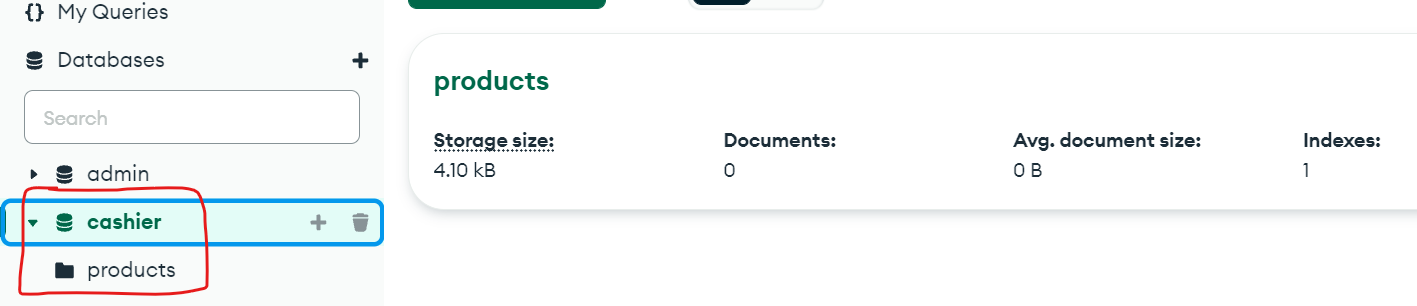 My Queries
Databases
Search
admin
cashier
products
products
Storage size:
4.10 kB
Documents:
0
Avg. document size:
0 B
Indexes:
1